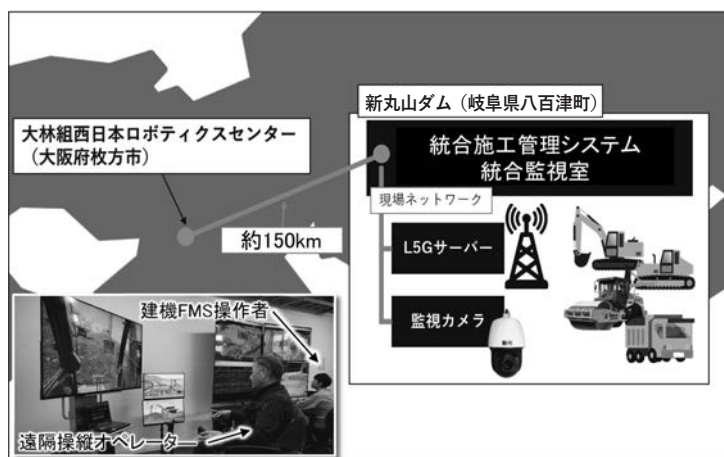 新丸山ダム（岐阜県八百津町）
大林組西日本ロボティクスセンター
（大阪府枚方市）
統合施工管理システム
統合監視室
現場ネットワーク
約150km
L5Gサーバー
監視カメラ
建機FMS操作者
遠隔操縦オペレーター